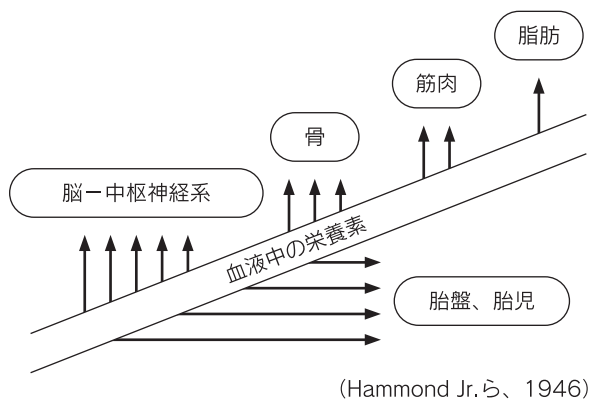 脂肪
筋肉
骨
脳ー中枢神経系
血液中の栄養素
胎盤、胎児
（Hammond Jr.ら、1946）